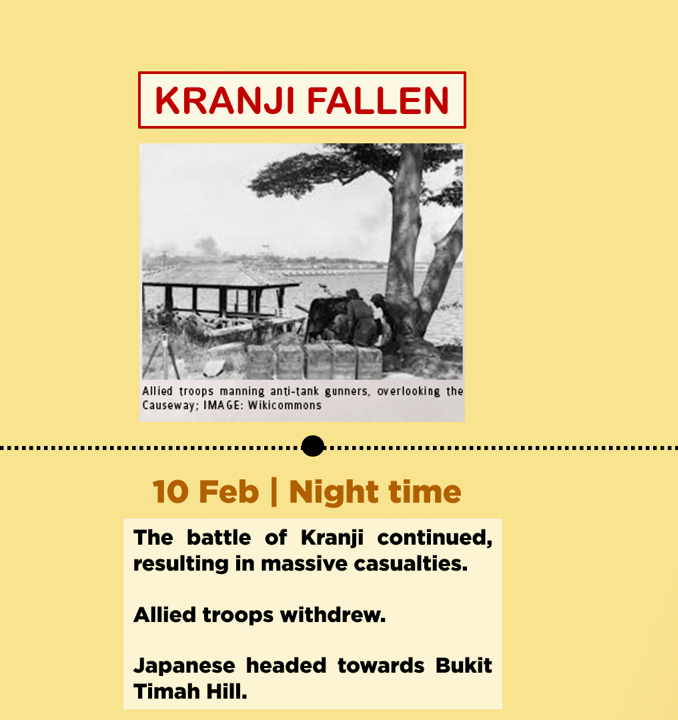 KRANJI FALLEN
Allied troops manning anti-tank gunners, overlooking the
Causeway; IMAGE: Wikicommons
10 Feb | Night time
The battle of Kranji continued,
resulting in massive casualties.
Allied troops withdrew.
Japanese headed towards Bukit
Timah Hill.